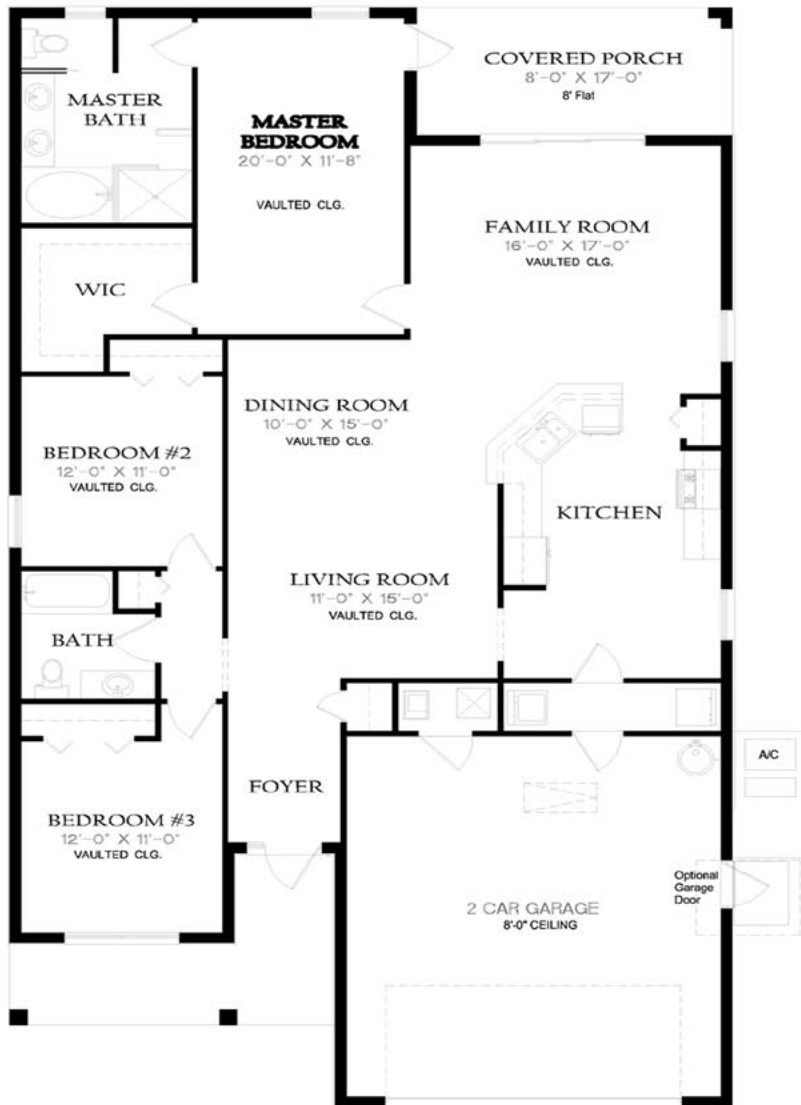 COVERED PORCH
8'-0" X 17'-0"
8' Flat
MASTER
BATH
MASTER
BEDROOM
20'-0" X 11'-8"
VAULTED CLG.
FAMILY ROOM
16'-0" X 17'-0"
VAULTED CLG.
WIC
DINING ROOM
10'-0" X 15'-0"
VAULTED CLG.
BEDROOM #2
12'-0" X 11'-0"
VAULTED CLG.
KITCHEN
LIVING ROOM
11'-0" X 15'-0"
VAULTED CLG.
BATH
A/C
FOYER
BEDROOM #3
12'-0" X 11'-0"
VAULTED CLG.
Optional
Garage
Door
2 CAR GARAGE
8'-0" CEILING